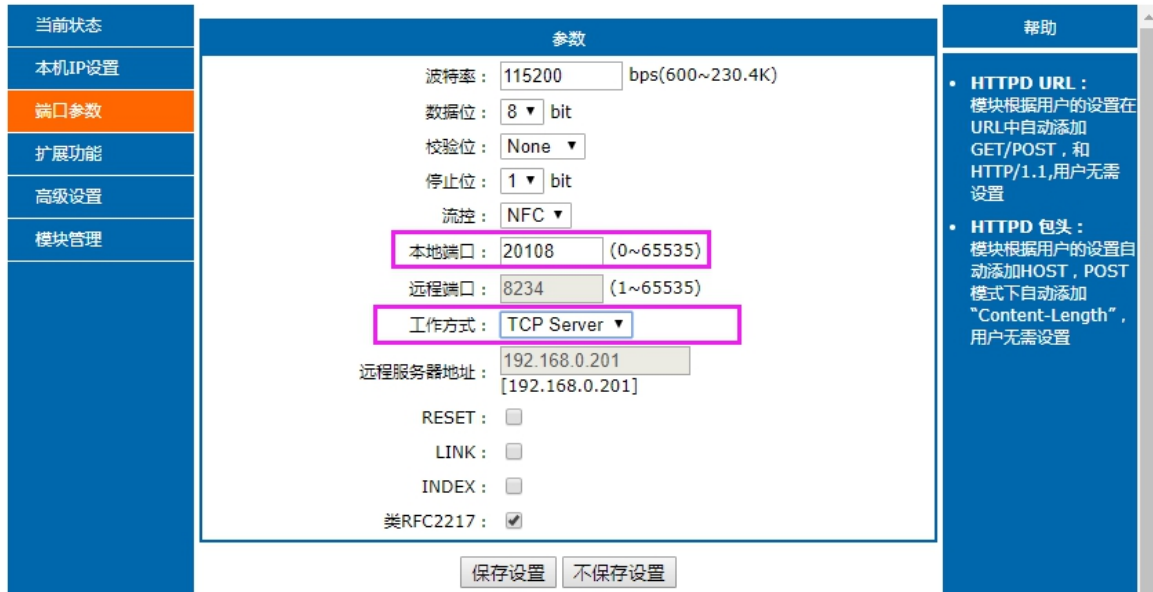 当前状态
本机IP设置
端口参数
扩展功能
高级设置
模块管理
参数
波特率： 115200 bps(600~230.4K)
数据位： 8 bit
校验位： None
停止位： 1 bit
流控： NFC
本地端口： 20108 (0~65535)
远程端口： 8234 (1~65535)
工作方式： TCP Server
远程服务器地址： 192.168.0.201
[192.168.0.201]
RESET：
LINK：
INDEX：
类RFC2217：
保存设置 不保存设置
帮助
• HTTPD URL：
模块根据用户的设置在
URL中自动添加
GET/POST，和
HTTP/1.1,用户无需
设置
• HTTPD 包头：
模块根据用户的设置自
动添加HOST，POST
模式下自动添加
“Content-Length”，
用户无需设置